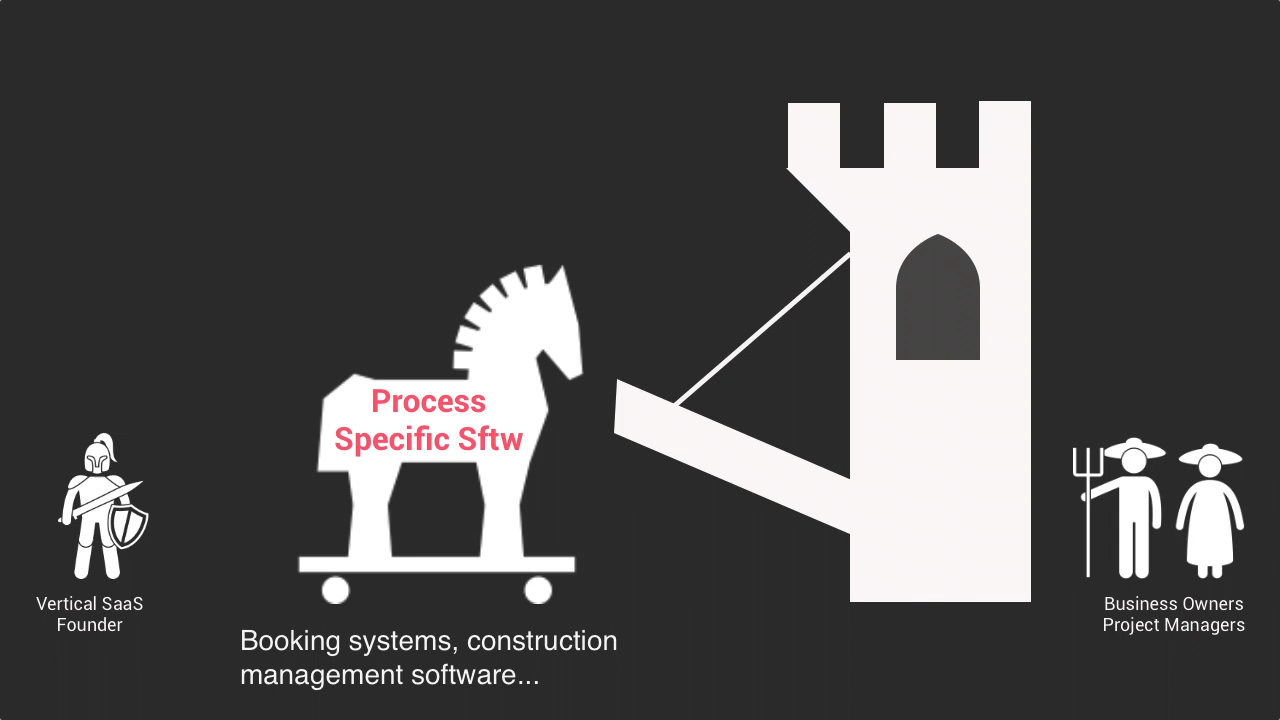 Process
Specific Sftw
Vertical SaaS
Founder
Booking systems, construction
management software...
Business Owners
Project Managers